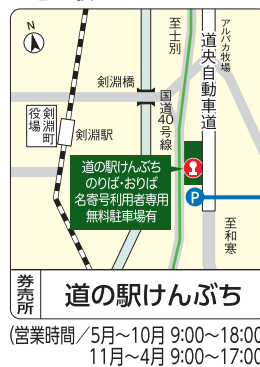 N
至士別
アルパカ牧場
道央自動車道
剣淵橋
国道40号線
剣淵町
役場
剣淵駅
道の駅けんぶち
のりば・おりば
名寄号利用者専用
無料駐車場有
P
至和寒
券売所
道の駅けんぶち
(営業時間/5月〜10月 9:00〜18:00
11月〜4月 9:00〜17:00